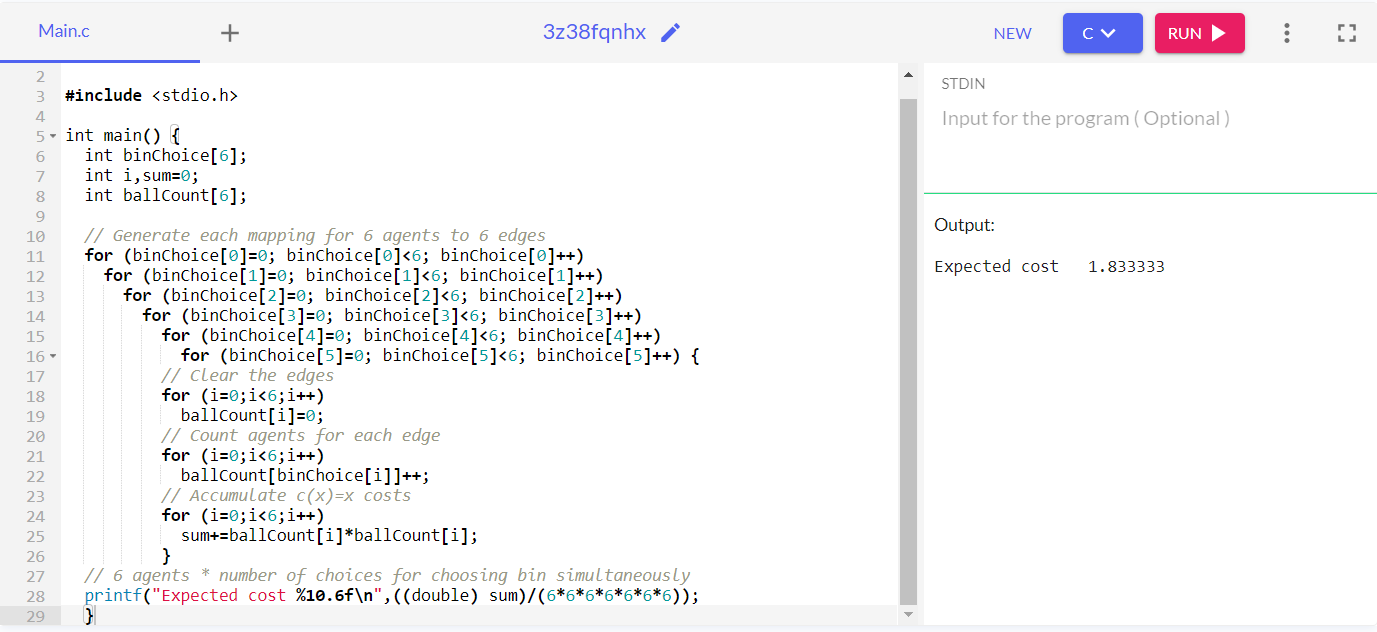 Main.c
+
3z38fqnhx
NEW
C
RUN
2
3 #include <stdio.h>
4
5 int main() {
6 int binChoice[6];
7 int i,sum=0;
8 int ballCount[6];
9
10 // Generate each mapping for 6 agents to 6 edges
11 for (binChoice[0]=0; binChoice[0]<6; binChoice[0]++)
12 for (binChoice[1]=0; binChoice[1]<6; binChoice[1]++)
13 for (binChoice[2]=0; binChoice[2]<6; binChoice[2]++)
14 for (binChoice[3]=0; binChoice[3]<6; binChoice[3]++)
15 for (binChoice[4]=0; binChoice[4]<6; binChoice[4]++)
16 for (binChoice[5]=0; binChoice[5]<6; binChoice[5]++) {
17 // Clear the edges
18 for (i=0;i<6;i++)
19 ballCount[i]=0;
20 // Count agents for each edge
21 for (i=0;i<6;i++)
22 ballCount[binChoice[i]]++;
23 // Accumulate c(x)=x costs
24 for (i=0;i<6;i++)
25 sum+=ballCount[i]*ballCount[i];
26 }
27 // 6 agents * number of choices for choosing bin simultaneously
28 printf("Expected cost %10.6f\n",((double) sum)/(6*6*6*6*6*6*6));
29 }
STDIN
Input for the program ( Optional )
Output:
Expected cost   1.833333